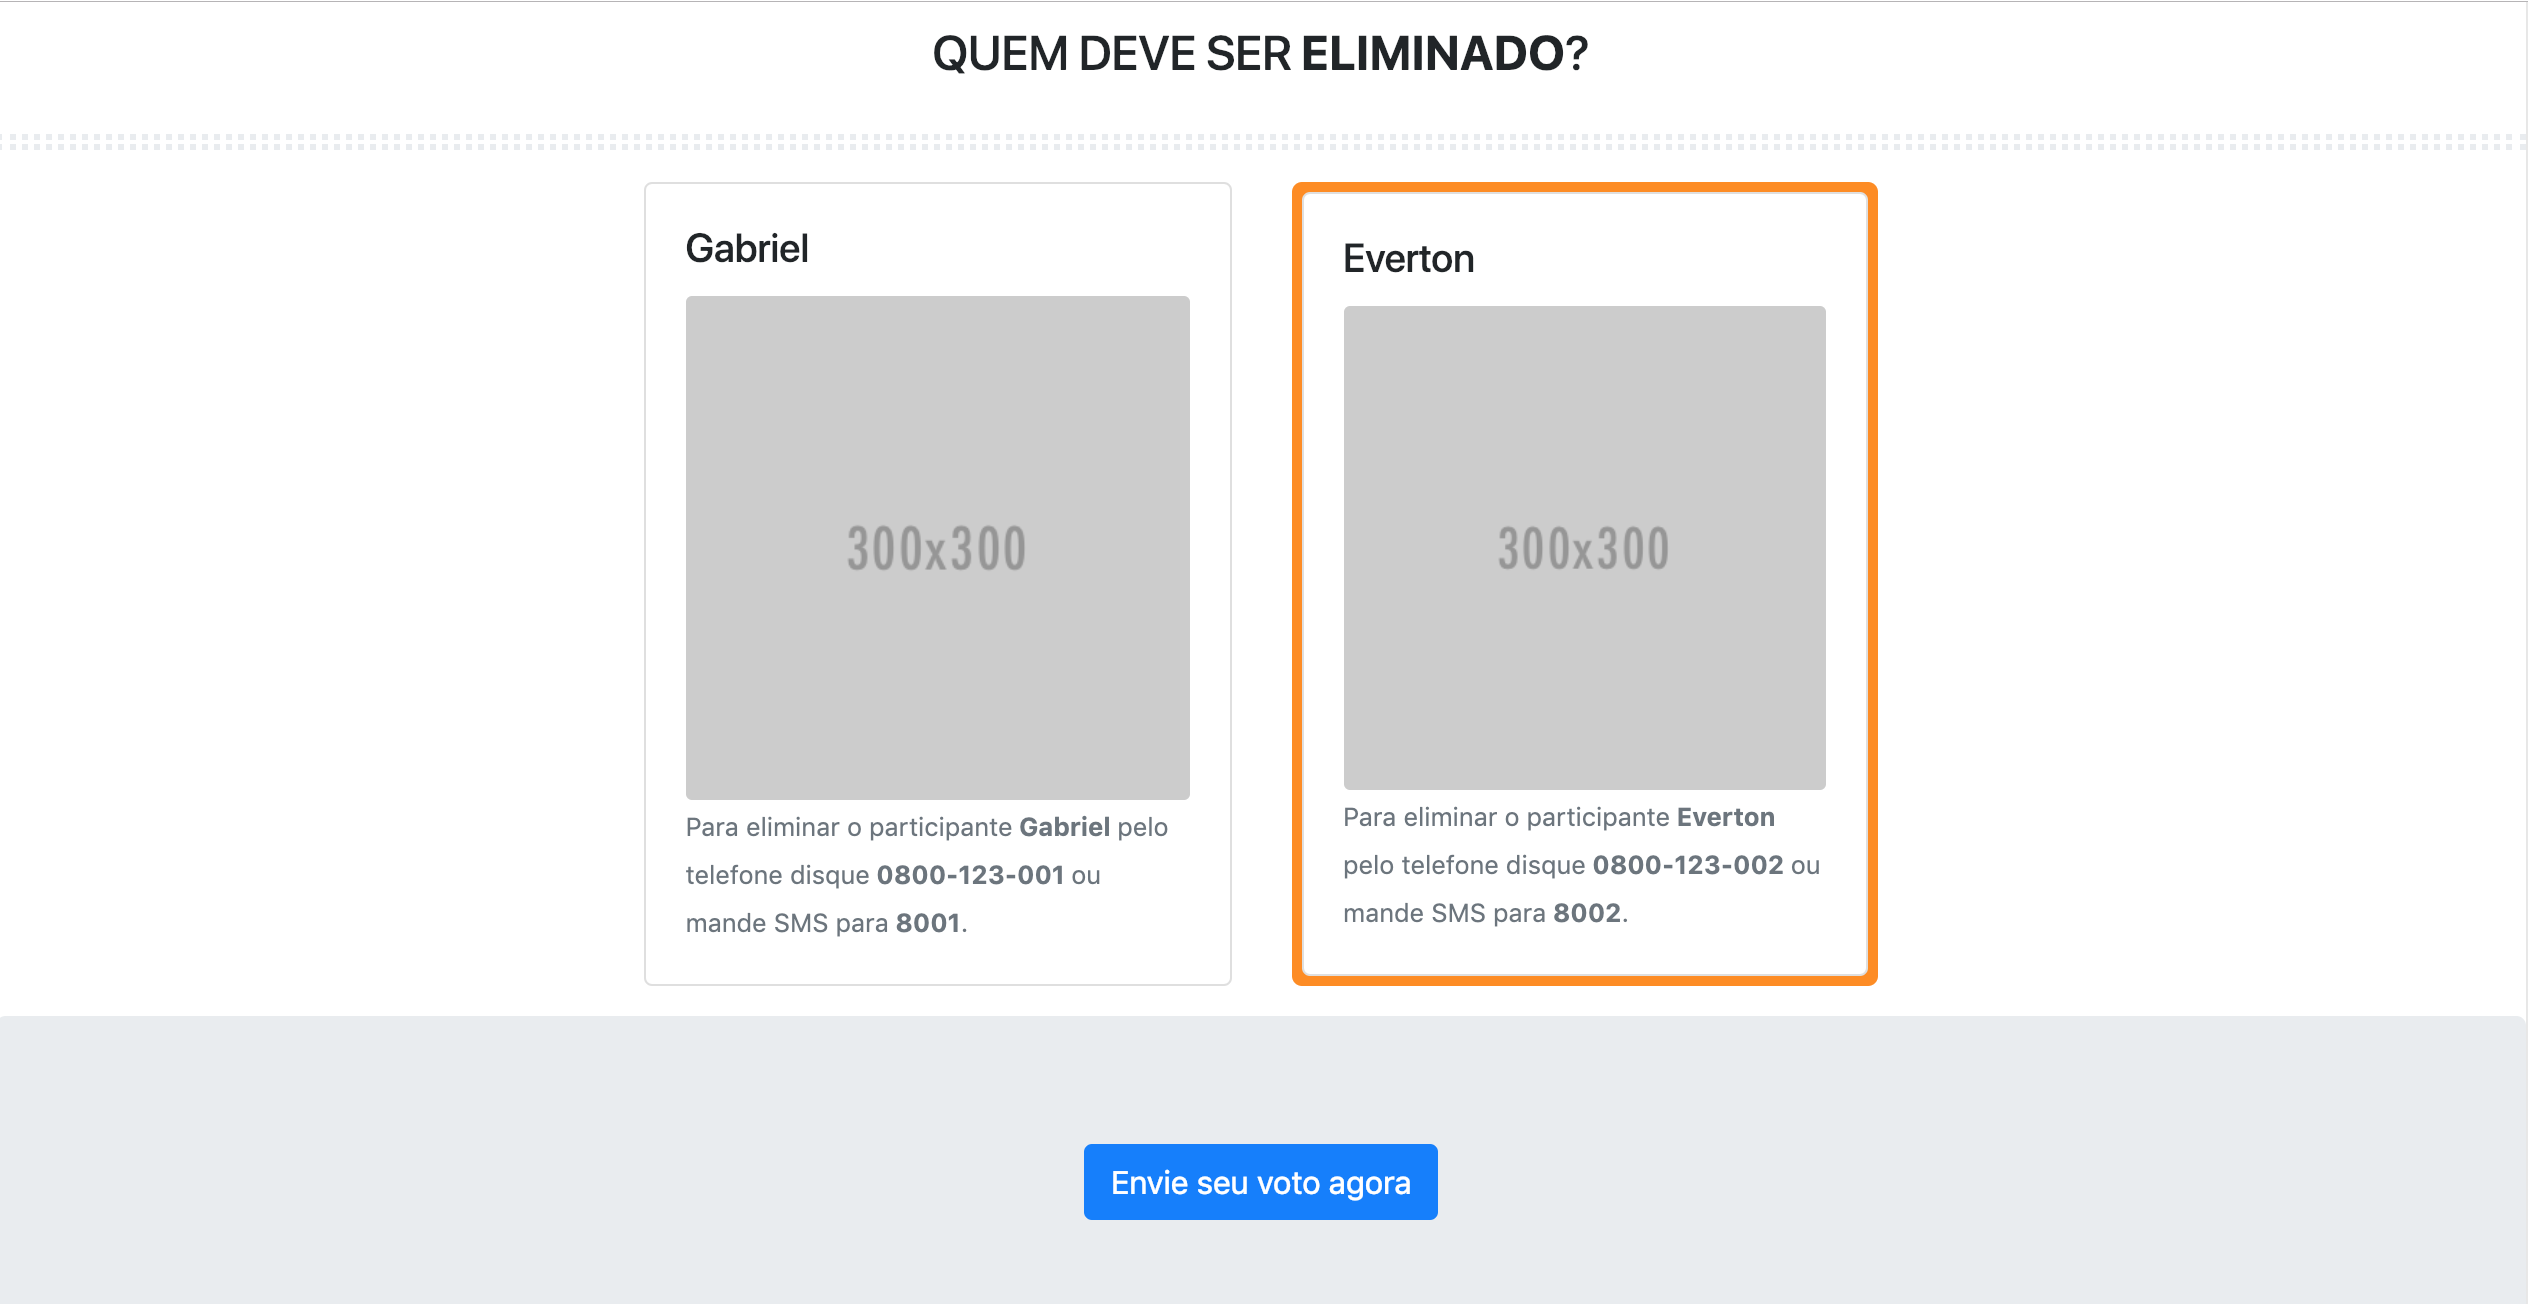 QUEM DEVE SER ELIMINADO?
Gabriel
300x300
Para eliminar o participante Gabriel pelo
telefone disque 0800-123-001 ou
mande SMS para 8001.
Everton
300x300
Para eliminar o participante Everton
pelo telefone disque 0800-123-002 ou
mande SMS para 8002.
Envie seu voto agora